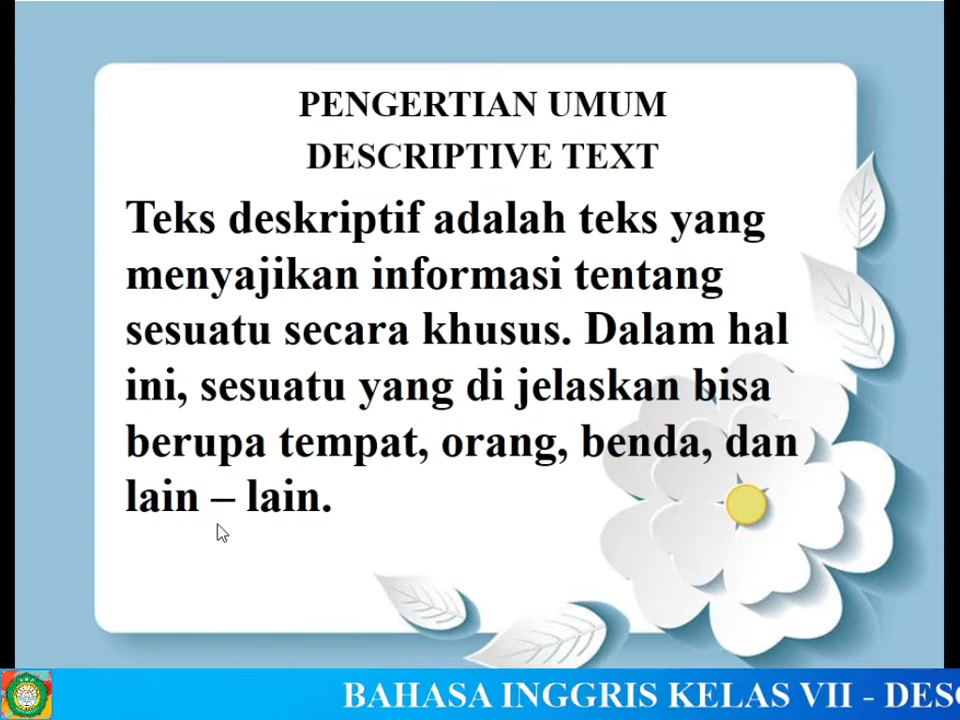 PENGERTIAN UMUM
DESCRIPTIVE TEXT
Teks deskriptif adalah teks yang
menyajikan informasi tentang
sesuatu secara khusus. Dalam hal
ini, sesuatu yang di jelaskan bisa
berupa tempat, orang, benda, dan
lain – lain.
BAHASA INGGRIS KELAS VII - DESC